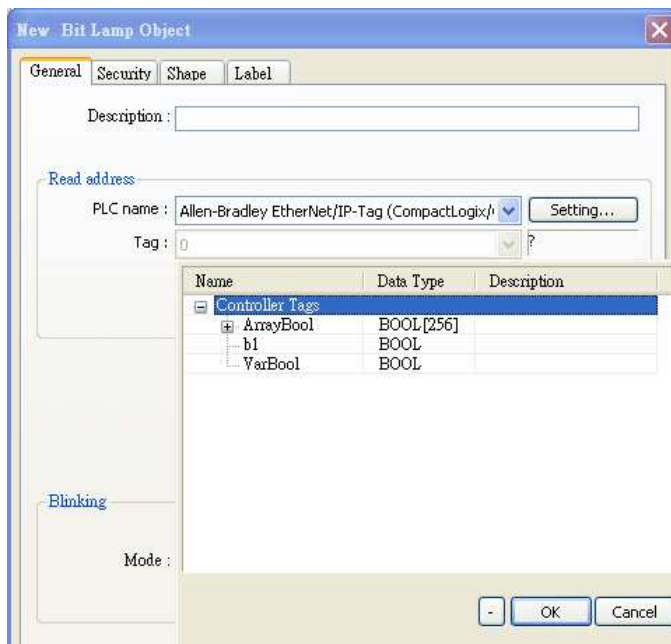 New Bit Lamp Object
General Security Shape Label
Description :
Read address
PLC name : Allen-Bradley EtherNet/IP-Tag (CompactLogix/ Setting...
Tag : 0 ?
Name Data Type Description
Controller Tags
ArrayBool BOOL[256]
b1 BOOL
VarBool BOOL
Blinking
Mode :
- OK Cancel